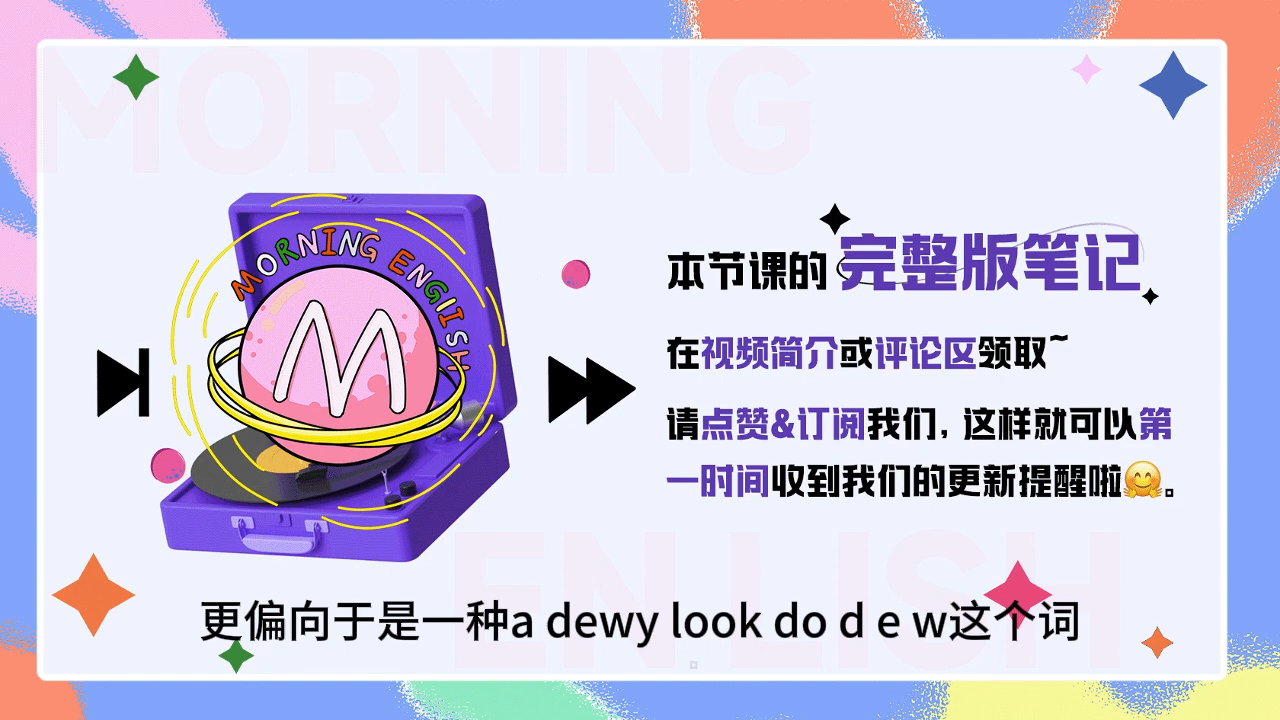 MORNING
MORNING ENGlISH
M
本节课的 完整版笔记
在视频简介或评论区领取~
请点赞&订阅我们,这样就可以第
一时间收到我们的更新提醒啦🤗。
EN LISH
更偏向于是一种a dewy look do d e w这个词